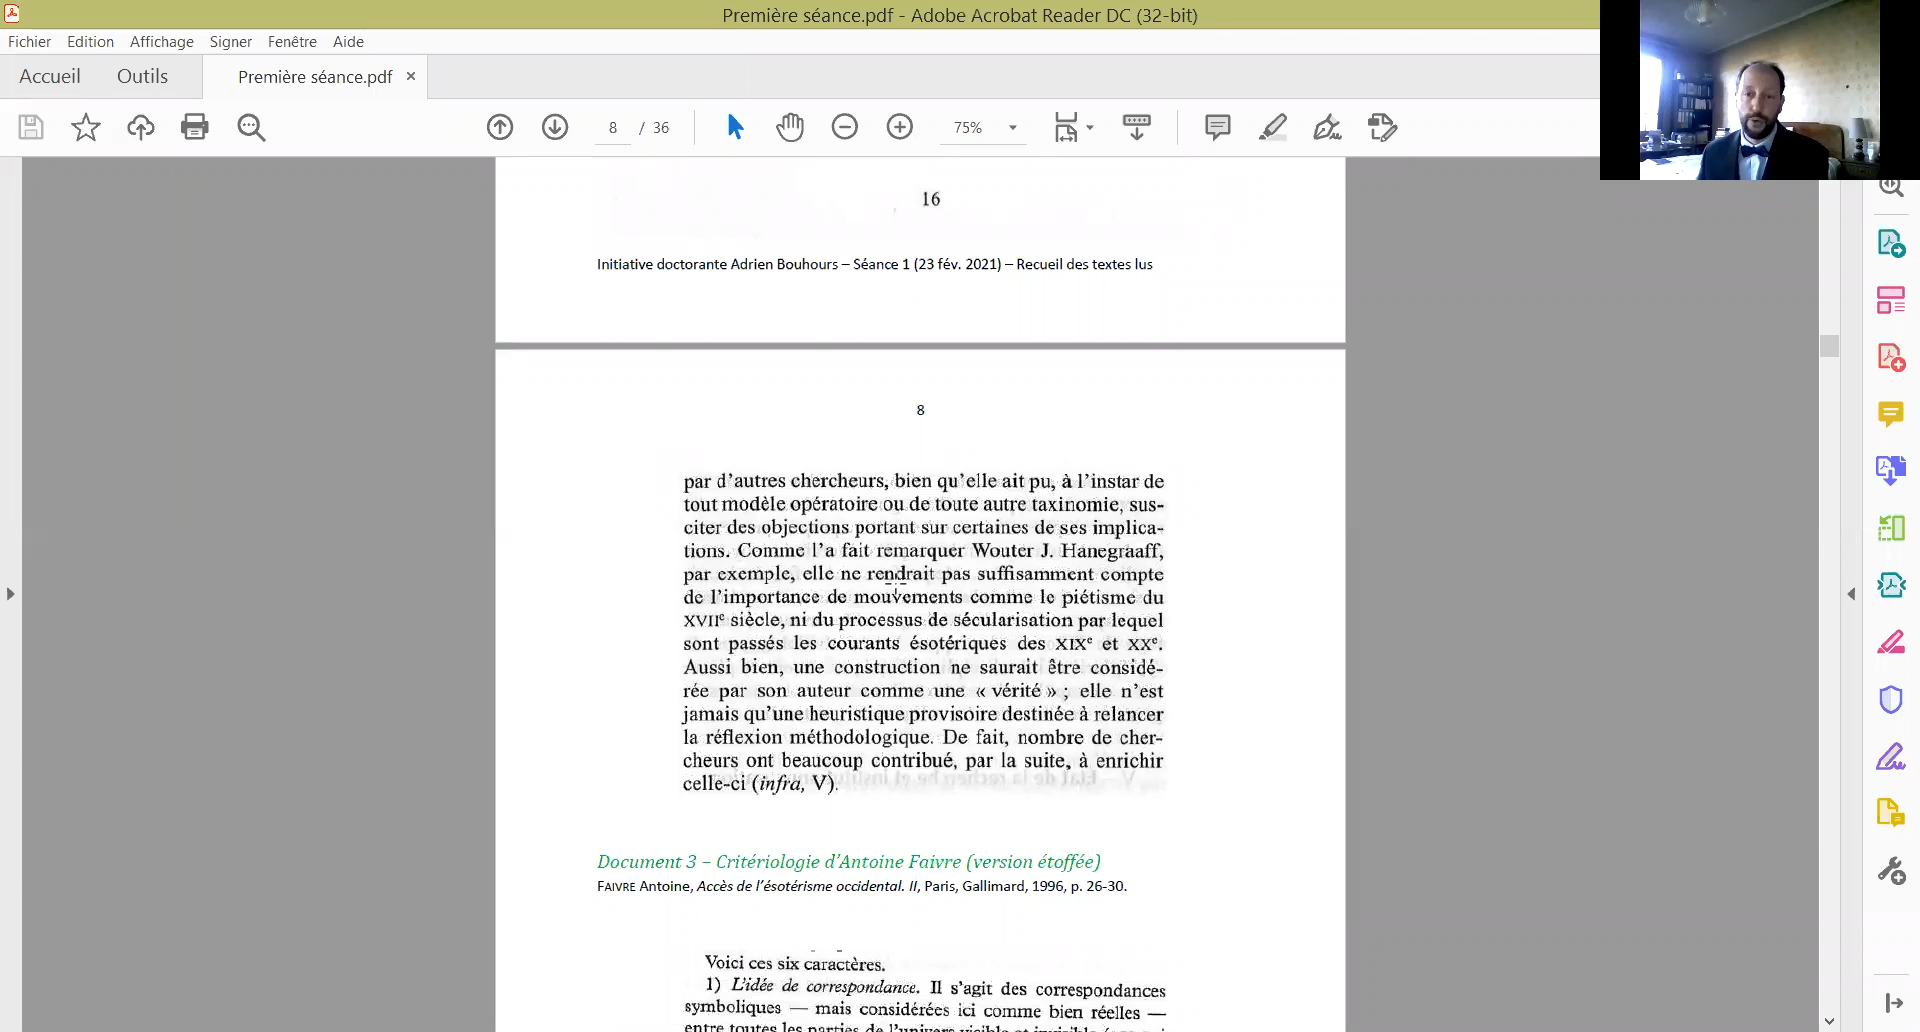 Première séance.pdf - Adobe Acrobat Reader DC (32-bit)
Fichier Edition Affichage Signer Fenêtre Aide
Accueil Outils Première séance.pdf ×
8 / 36 75%
16
Initiative doctorante Adrien Bouhours – Séance 1 (23 fév. 2021) – Recueil des textes lus
8
par d'autres chercheurs, bien qu'elle ait pu, à l'instar de
tout modèle opératoire ou de toute autre taxinomie, sus-
citer des objections portant sur certaines de ses implica-
tions. Comme l'a fait remarquer Wouter J. Hanegraaff,
par exemple, elle ne rendrait pas suffisamment compte
de l'importance de mouvements comme le piétisme du
XVIIe siècle, ni du processus de sécularisation par lequel
sont passés les courants ésotériques des XIXe et XXe.
Aussi bien, une construction ne saurait être considé-
rée par son auteur comme une « vérité » ; elle n'est
jamais qu'une heuristique provisoire destinée à relancer
la réflexion méthodologique. De fait, nombre de cher-
cheurs ont beaucoup contribué, par la suite, à enrichir
celle-ci (infra, V).
Document 3 – Critériologie d'Antoine Faivre (version étoffée)
FAIVRE Antoine, Accès de l'ésotérisme occidental. II, Paris, Gallimard, 1996, p. 26-30.
Voici ces six caractères.
1) L'idée de correspondance. Il s'agit des correspondances
symboliques — mais considérées ici comme bien réelles —
entre toutes les parties de l'univers visible et invisible